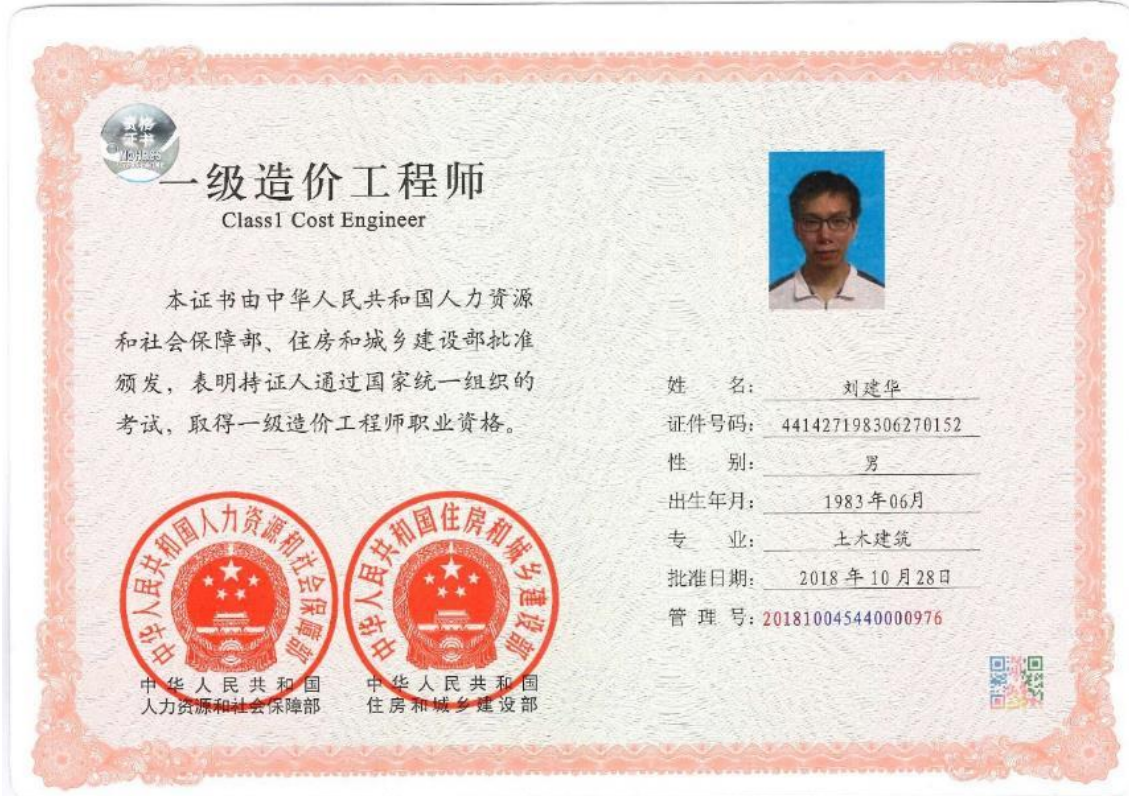 资格
证书
一级造价工程师
Class1 Cost Engineer
本证书由中华人民共和国人力资源
和社会保障部、住房和城乡建设部批准
颁发，表明持证人通过国家统一组织的
考试，取得一级造价工程师职业资格。
中华人民共和国人力资源和社会保障部
中华人民共和国住房和城乡建设部
中华人民共和国
人力资源和社会保障部
中华人民共和国
住房和城乡建设部
姓 名： 刘建华
证件号码： 441427198306270152
性 别： 男
出生年月： 1983年06月
专 业： 土木建筑
批准日期： 2018年10月28日
管理号：201810045440000976